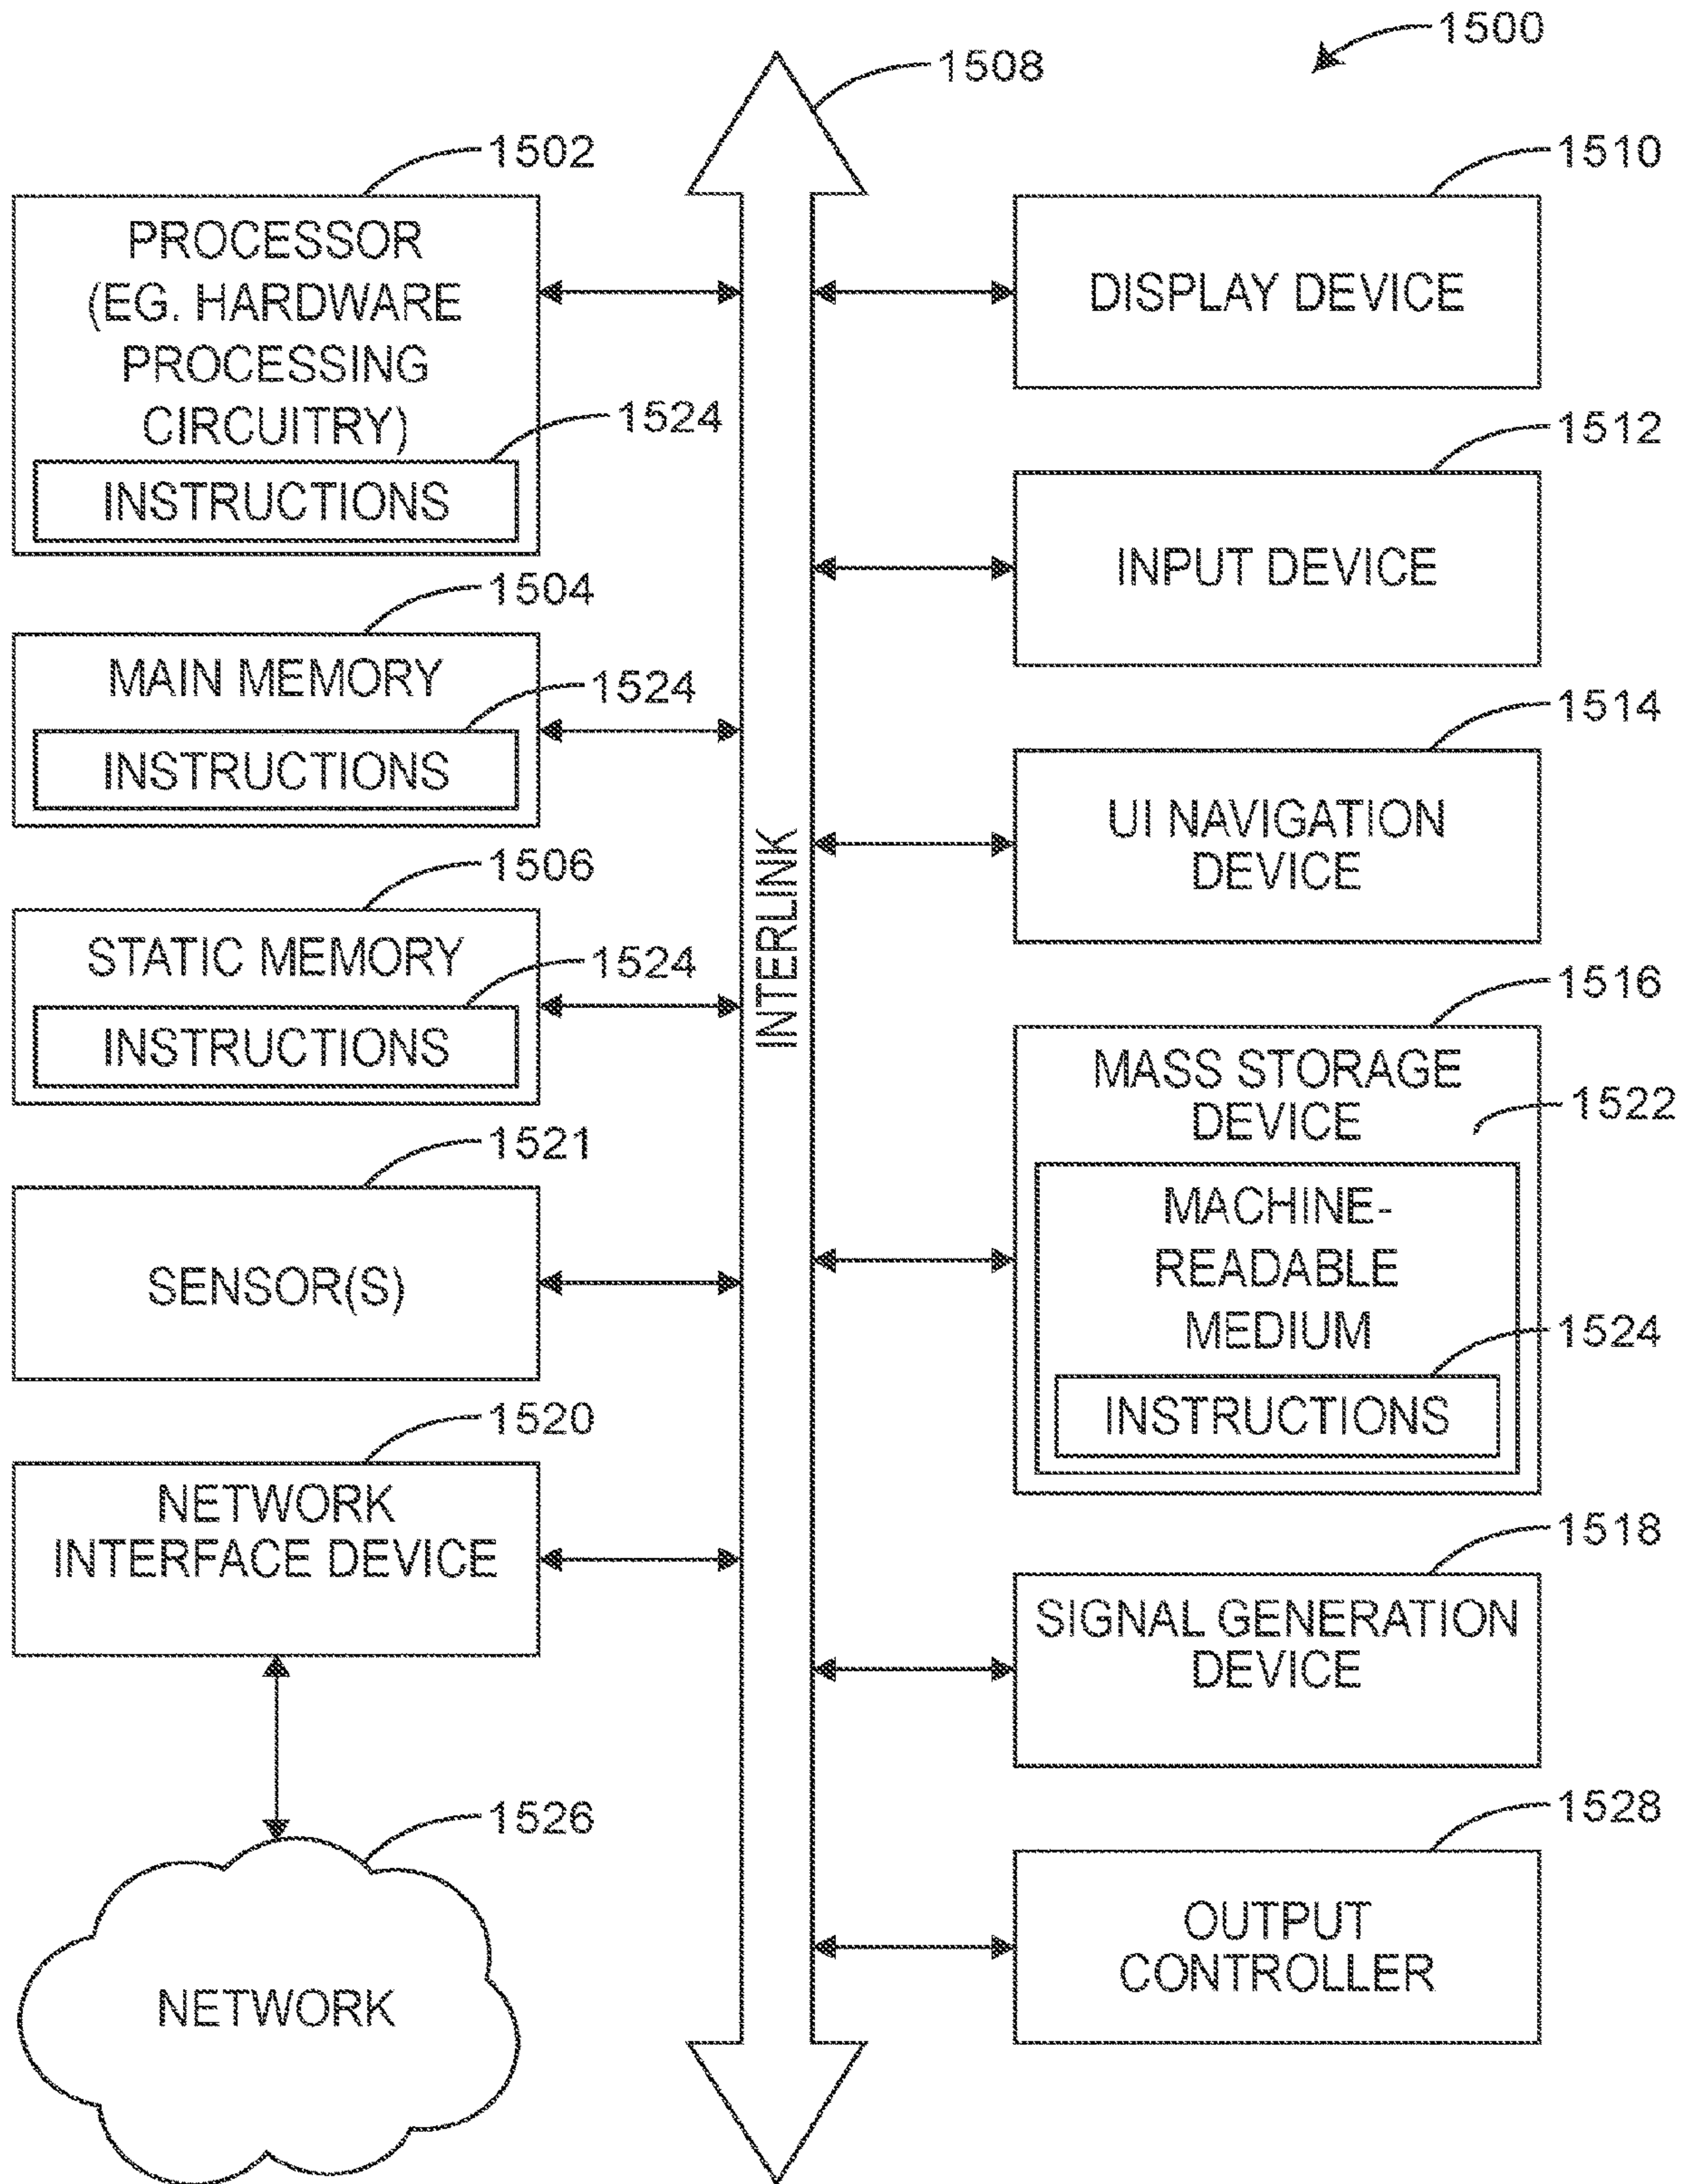 1500
1508
1502
PROCESSOR
(EG. HARDWARE
PROCESSING
CIRCUITRY)
1524
INSTRUCTIONS
1504
MAIN MEMORY
1524
INSTRUCTIONS
1506
STATIC MEMORY
1524
INSTRUCTIONS
1521
SENSOR(S)
1520
NETWORK
INTERFACE DEVICE
1526
NETWORK
INTERLINK
1510
DISPLAY DEVICE
1512
INPUT DEVICE
1514
UI NAVIGATION
DEVICE
1516
MASS STORAGE
DEVICE
1522
MACHINE-
READABLE
MEDIUM
1524
INSTRUCTIONS
1518
SIGNAL GENERATION
DEVICE
1528
OUTPUT
CONTROLLER